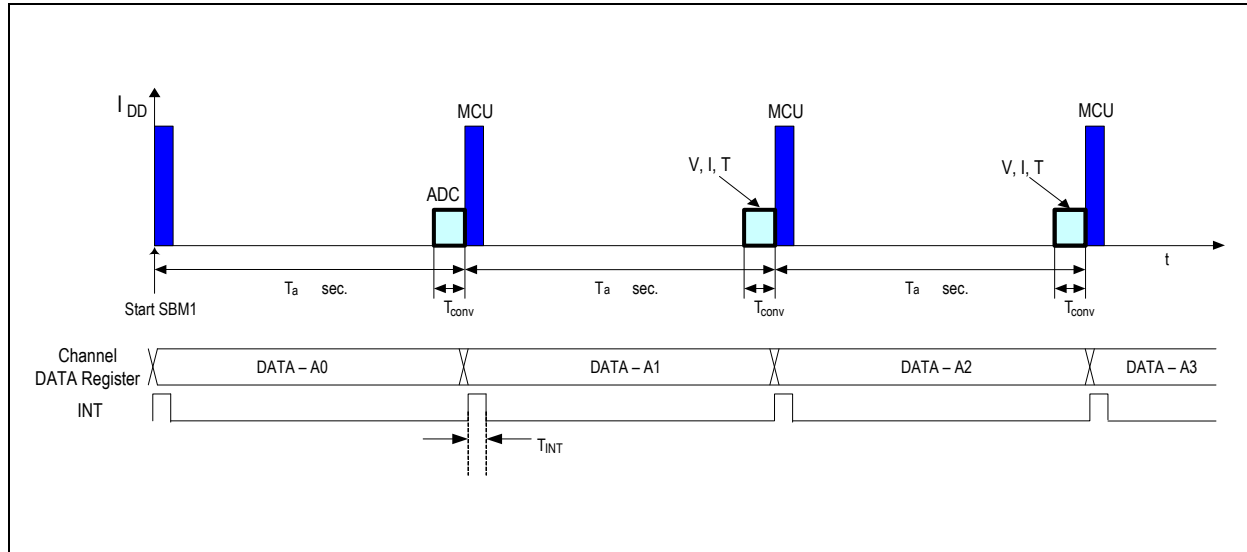 I DD
MCU
MCU
MCU
V, I, T
V, I, T
ADC
t
Ta sec.
Ta sec.
Ta sec.
Start SBM1
Tconv
Tconv
Tconv
Channel
DATA Register
DATA – A0
DATA – A1
DATA – A2
DATA – A3
INT
TINT